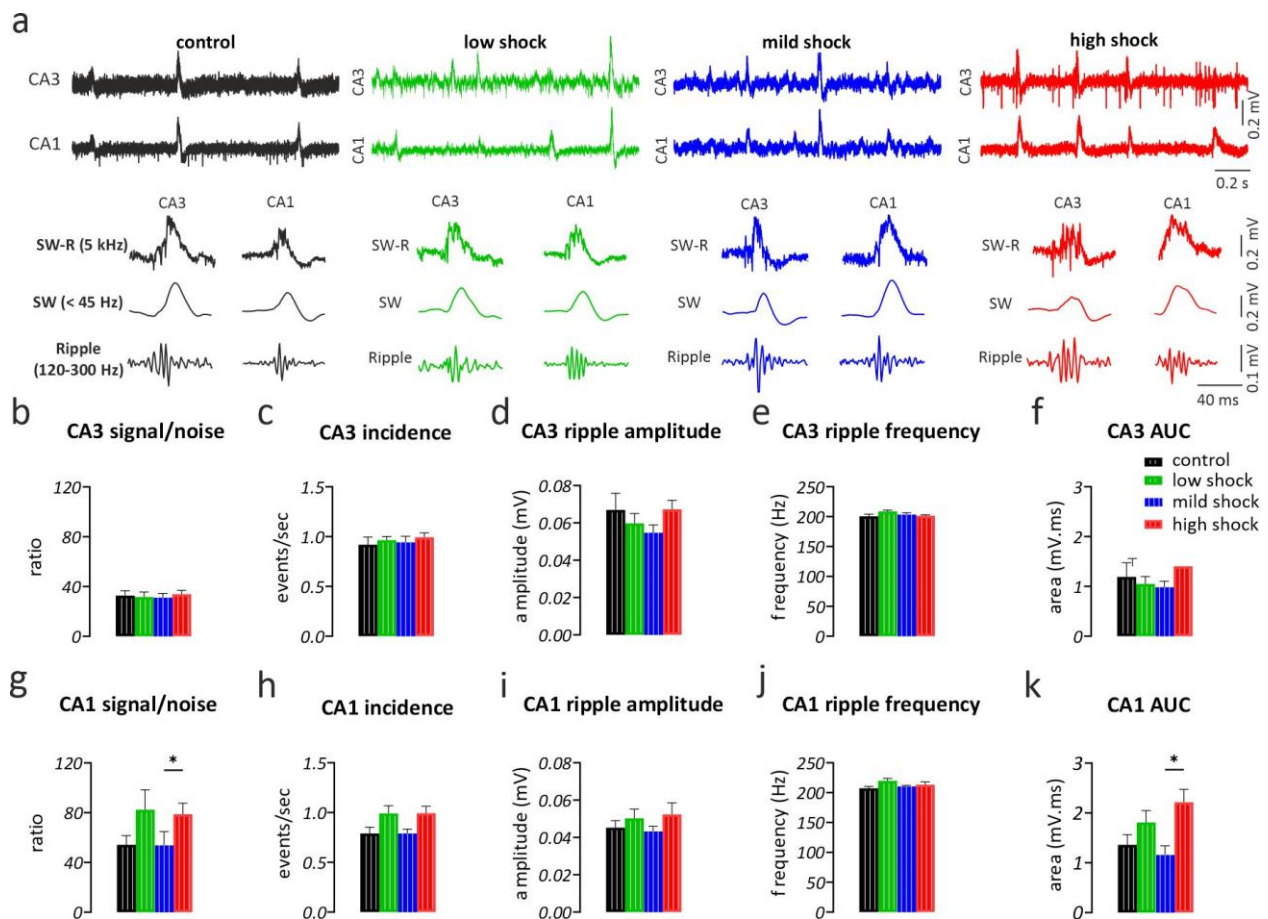 a
control
low shock
mild shock
high shock
CA3
CA3
CA3
CA3
0.2 mV
CA1
CA1
CA1
CA1
0.2 s
CA3
CA1
CA3
CA1
CA3
CA1
CA3
CA1
SW-R (5 kHz)
SW-R
SW-R
SW-R
0.2 mV
SW (< 45 Hz)
SW
SW
SW
0.2 mV
Ripple
(120-300 Hz)
Ripple
Ripple
Ripple
0.1 mV
40 ms
b
CA3 signal/noise
120
80
40
0
ratio
c
CA3 incidence
1.5
1.0
0.5
0.0
events/sec
d
CA3 ripple amplitude
0.08
0.06
0.04
0.02
0.00
amplitude (mV)
e
CA3 ripple frequency
250
200
150
100
50
0
frequency (Hz)
f
CA3 AUC
3
2
1
0
area (mV.ms)
control
low shock
mild shock
high shock
g
CA1 signal/noise
120
80
40
0
ratio
*
h
CA1 incidence
1.5
1.0
0.5
0.0
events/sec
i
CA1 ripple amplitude
0.08
0.06
0.04
0.02
0.00
amplitude (mV)
j
CA1 ripple frequency
250
200
150
100
50
0
frequency (Hz)
k
CA1 AUC
3
2
1
0
area (mV.ms)
*